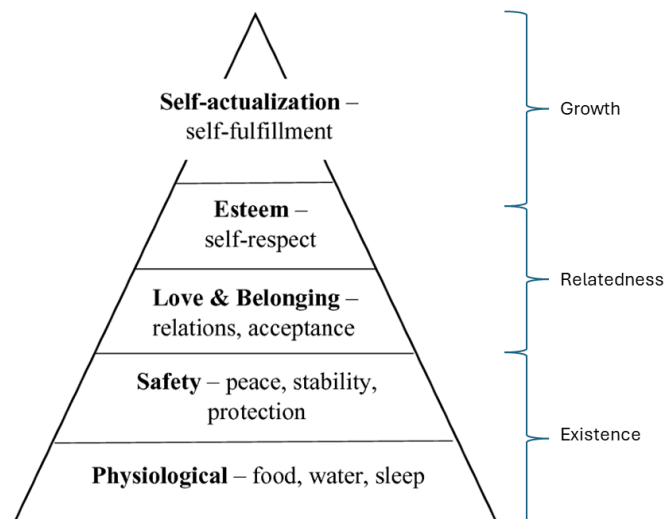 Self-actualization –
self-fulfillment
Growth
Esteem –
self-respect
Love & Belonging –
relations, acceptance
Relatedness
Safety – peace, stability,
protection
Existence
Physiological – food, water, sleep